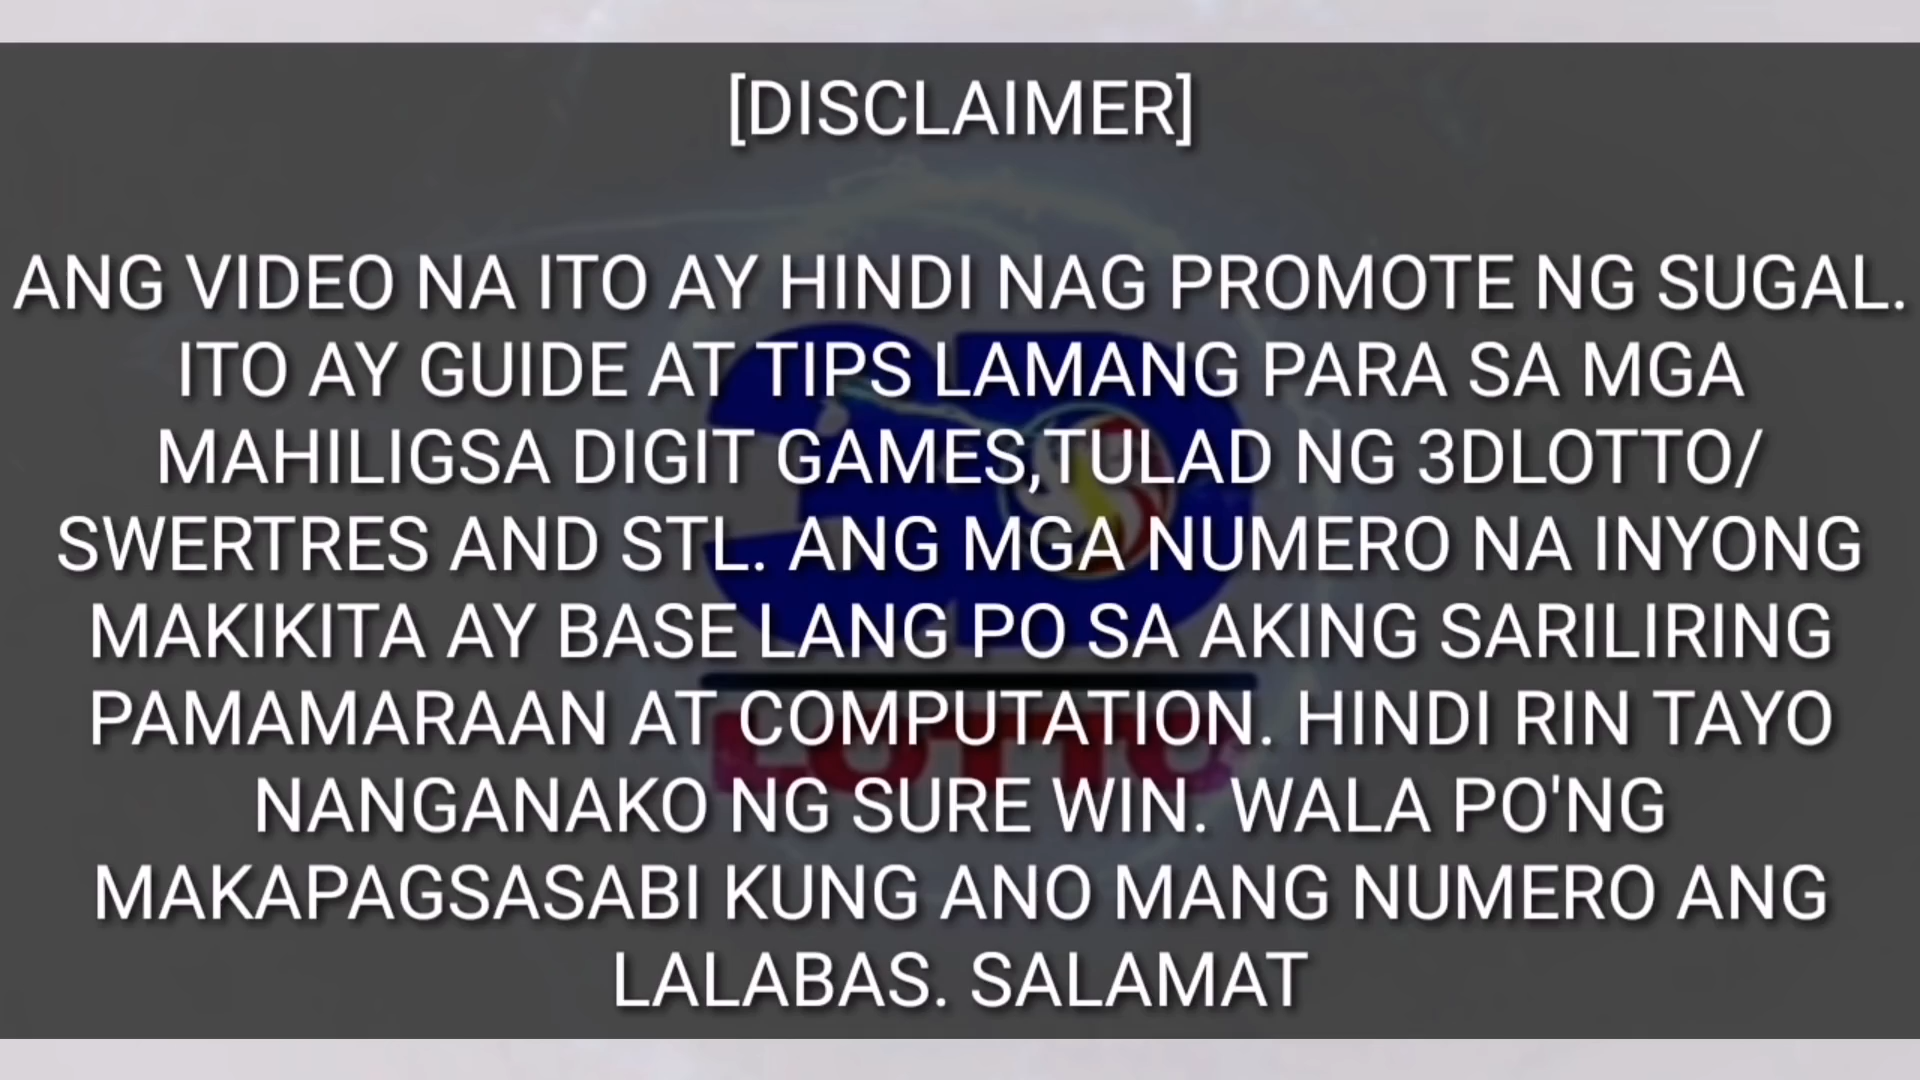 [DISCLAIMER]
ANG VIDEO NA ITO AY HINDI NAG PROMOTE NG SUGAL.
ITO AY GUIDE AT TIPS LAMANG PARA SA MGA
MAHILIGSA DIGIT GAMES,TULAD NG 3DLOTTO/
SWERTRES AND STL. ANG MGA NUMERO NA INYONG
MAKIKITA AY BASE LANG PO SA AKING SARILIRING
PAMAMARAAN AT COMPUTATION. HINDI RIN TAYO
NANGANAKO NG SURE WIN. WALA PO'NG
MAKAPAGSASABI KUNG ANO MANG NUMERO ANG
LALABAS. SALAMAT
3D
LOTTO